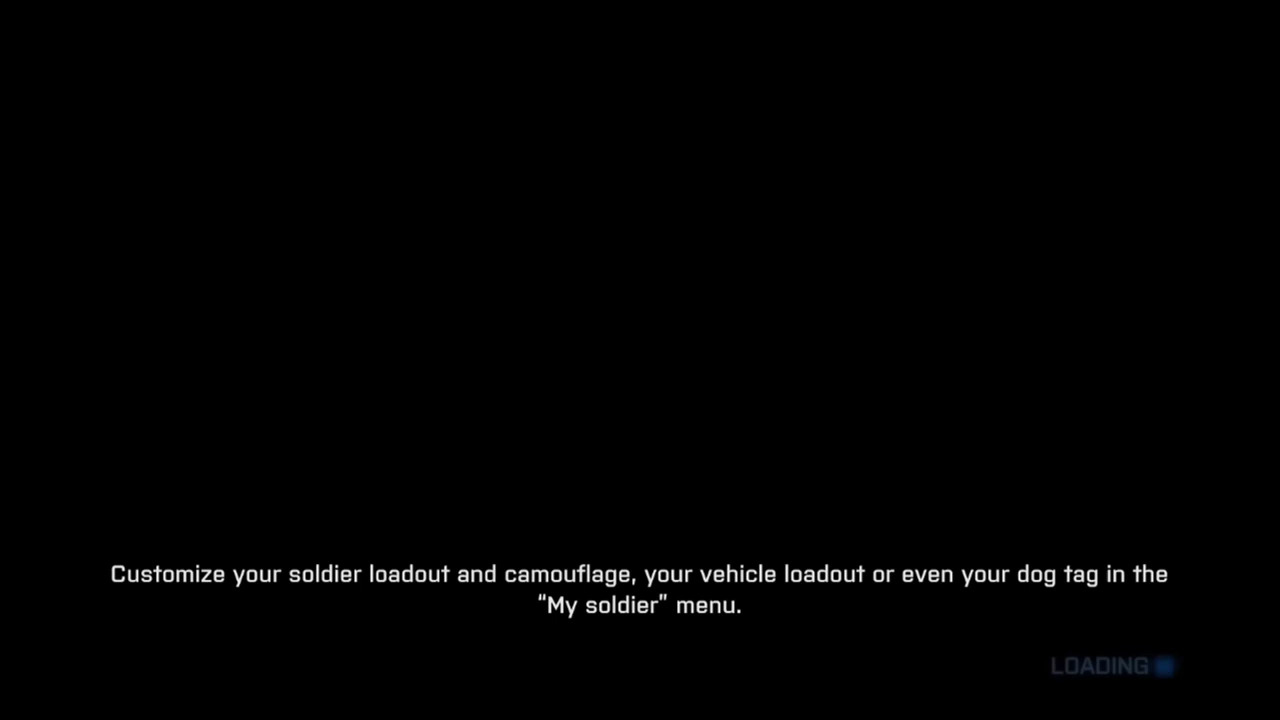 Customize your soldier loadout and camouflage, your vehicle loadout or even your dog tag in the
“My soldier” menu.
LOADING